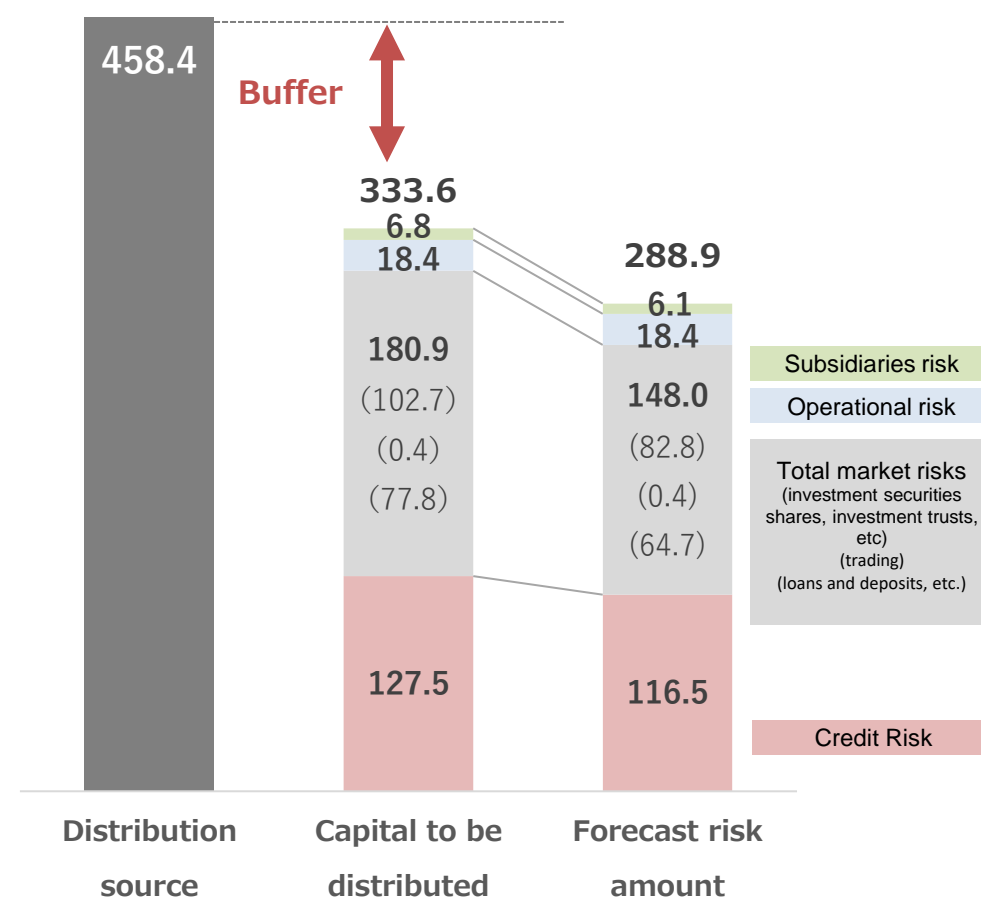 458.4
Buffer
333.6
6.8
18.4
180.9
(102.7)
(0.4)
(77.8)
127.5
288.9
6.1
18.4
148.0
(82.8)
(0.4)
(64.7)
116.5
Subsidiaries risk
Operational risk
Total market risks
(investment securities
shares, investment trusts,
etc)
(trading)
(loans and deposits, etc.)
Credit Risk
Distribution
source
Capital to be
distributed
Forecast risk
amount